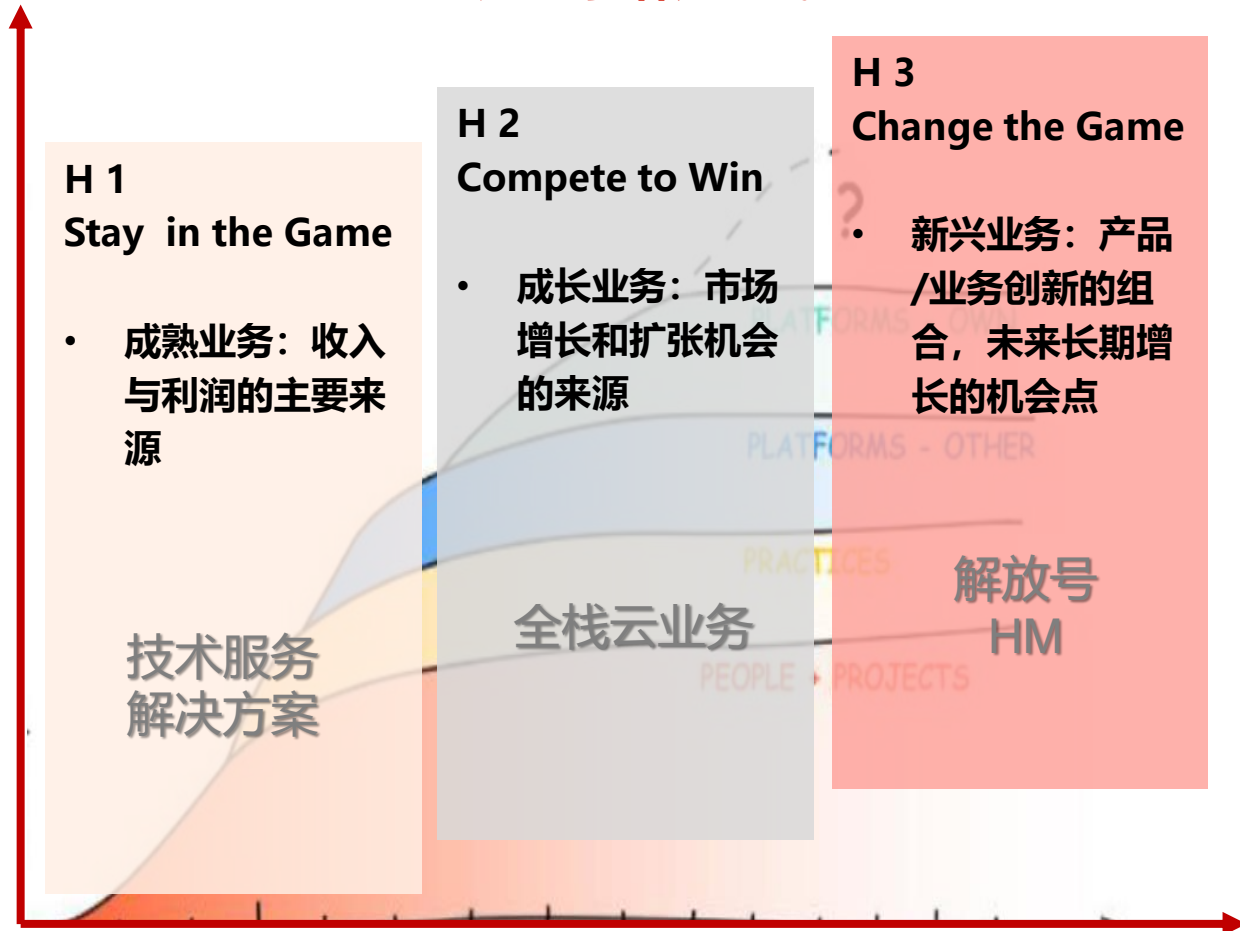 H 1
Stay in the Game
• 成熟业务：收入
与利润的主要来
源
技术服务
解决方案
H 2
Compete to Win
• 成长业务：市场
增长和扩张机会
的来源
全栈云业务
H 3
Change the Game
• 新兴业务：产品
/业务创新的组
合，未来长期增
长的机会点
解放号
HM
?
PLATFORMS - OWN
PLATFORMS - OTHER
PRACTICES
PEOPLE + PROJECTS